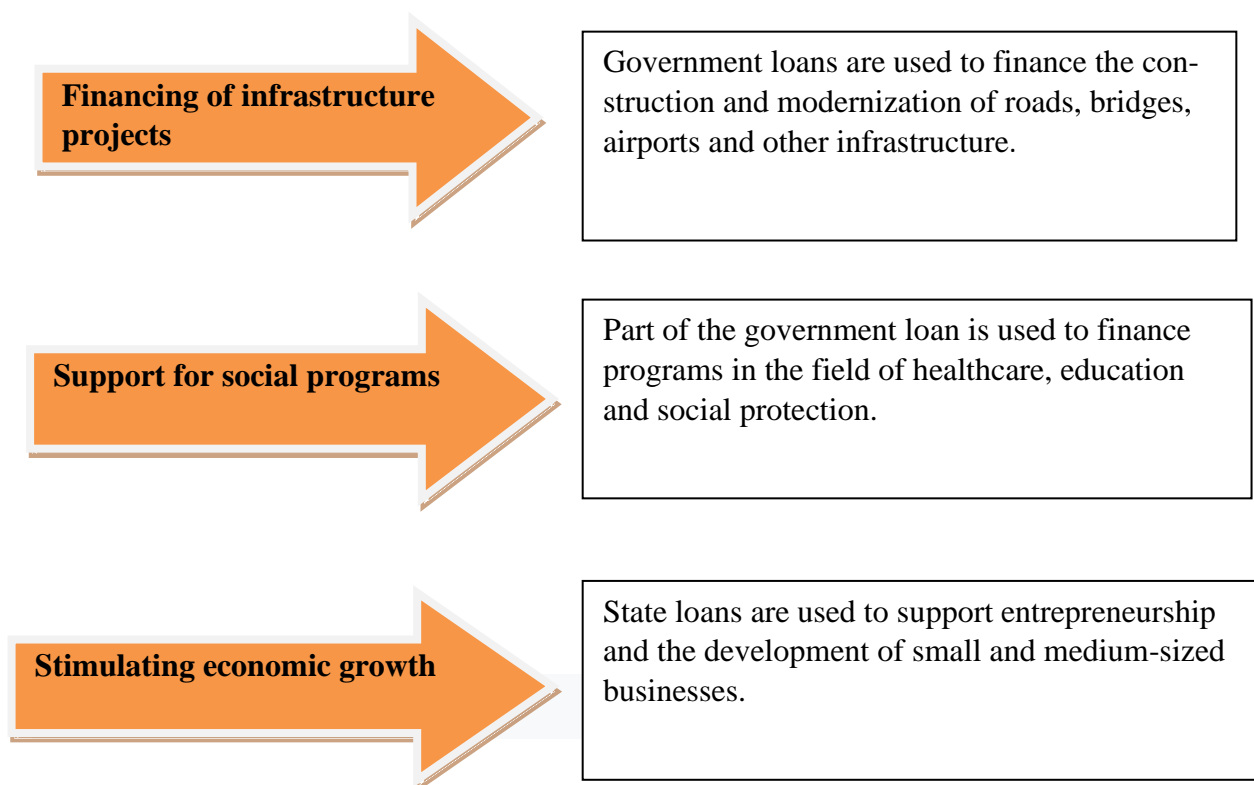 Financing of infrastructure
projects
Government loans are used to finance the con-
struction and modernization of roads, bridges,
airports and other infrastructure.
Support for social programs
Part of the government loan is used to finance
programs in the field of healthcare, education
and social protection.
Stimulating economic growth
State loans are used to support entrepreneurship
and the development of small and medium-sized
businesses.